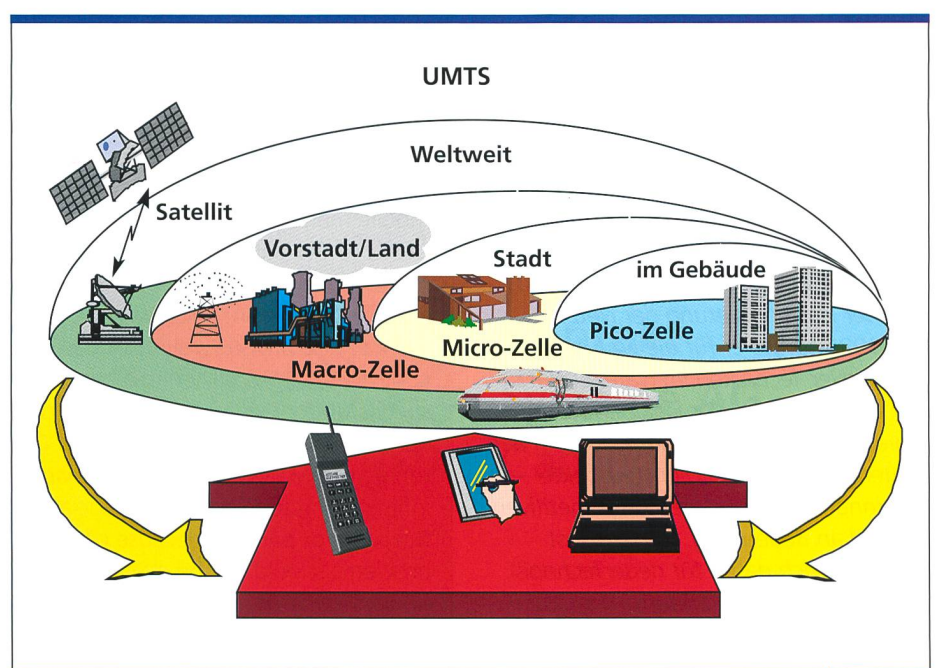 UMTS
Weltweit
Satellit
Vorstadt/Land
Stadt
im Gebäude
Pico-Zelle
Micro-Zelle
Macro-Zelle